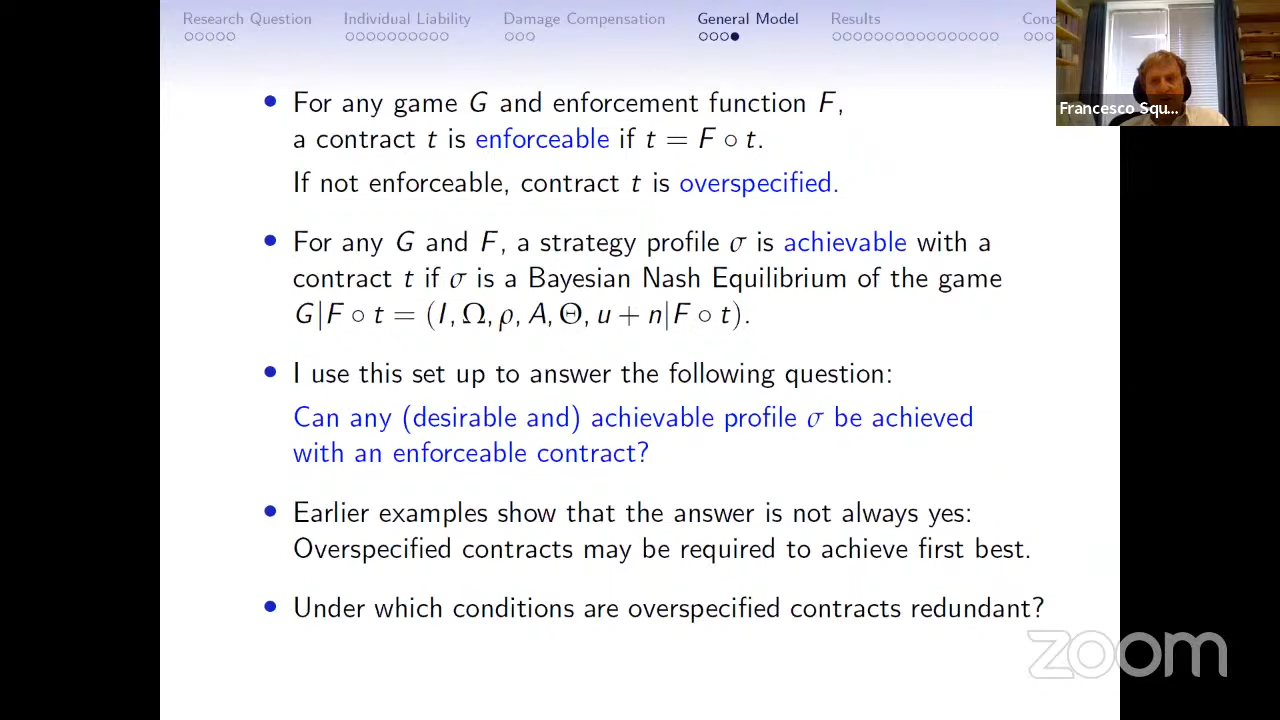 Research Question Individual Liability Damage Compensation General Model Results
Francesco Squ...
• For any game G and enforcement function F,
a contract t is enforceable if t = F ∘ t.
If not enforceable, contract t is overspecified.
• For any G and F, a strategy profile σ is achievable with a
contract t if σ is a Bayesian Nash Equilibrium of the game
G|F ∘ t = (I, Ω, ρ, A, Θ, u + n|F ∘ t).
• I use this set up to answer the following question:
Can any (desirable and) achievable profile σ be achieved
with an enforceable contract?
• Earlier examples show that the answer is not always yes:
Overspecified contracts may be required to achieve first best.
• Under which conditions are overspecified contracts redundant?
zoom